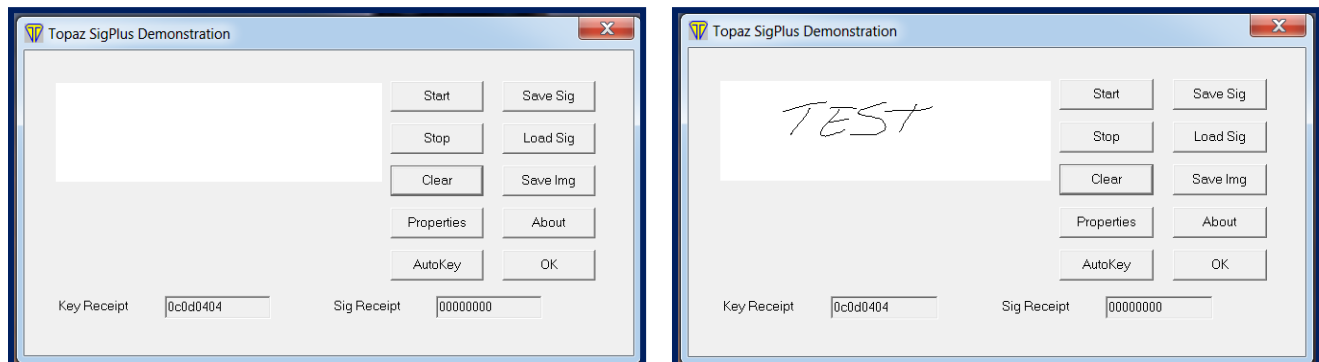 Topaz SigPlus Demonstration
Start Save Sig
Stop Load Sig
Clear Save Img
Properties About
AutoKey OK
Key Receipt 0c0d0404 Sig Receipt 00000000
Topaz SigPlus Demonstration
TEST
Start Save Sig
Stop Load Sig
Clear Save Img
Properties About
AutoKey OK
Key Receipt 0c0d0404 Sig Receipt 00000000